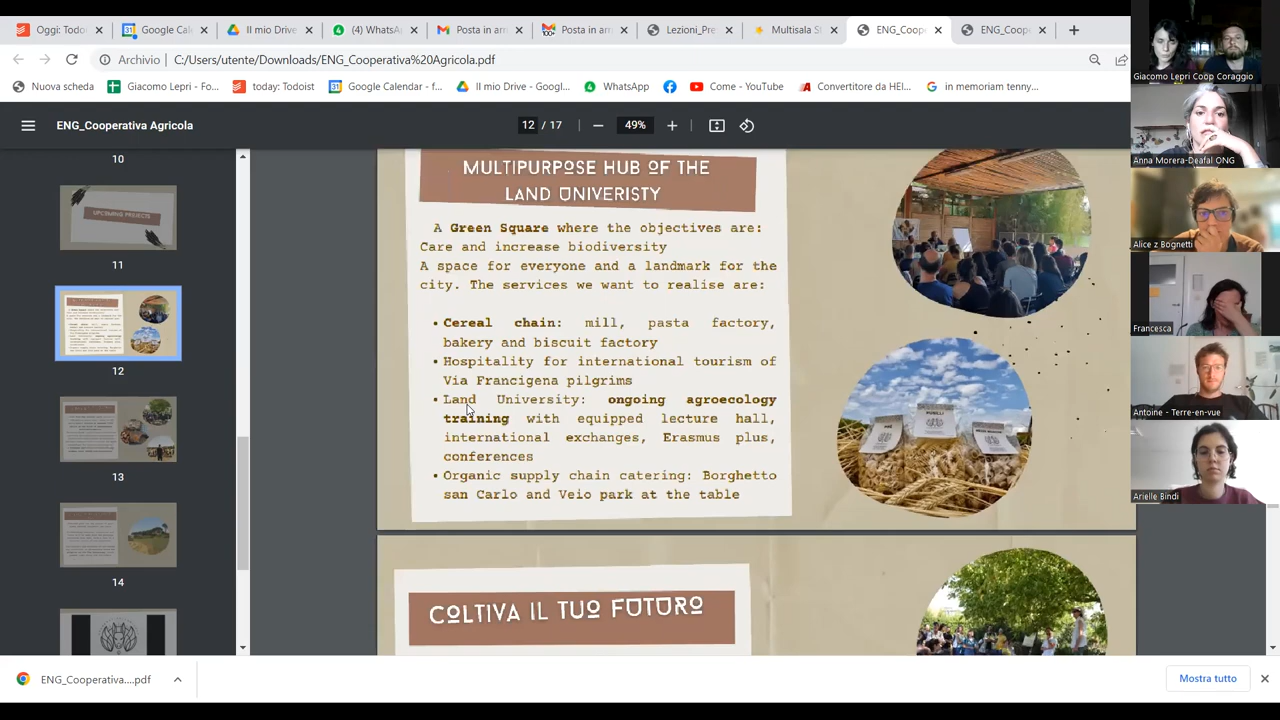 Oggi: Todoi
Google Cal
Il mio Drive
(4) WhatsA
Posta in arr
Posta in arr
Lezioni_Pre
Multisala St
ENG_Coope
ENG_Coope
Archivio
C:/Users/utente/Downloads/ENG_Cooperativa%20Agricola.pdf
Nuova scheda
Giacomo Lepri - Fo...
today: Todoist
Google Calendar - f...
Il mio Drive - Googl...
WhatsApp
Come - YouTube
Convertitore da HEI...
in memoriam tenny...
ENG_Cooperativa Agricola
12 / 17
49%
10
UPCOMING PROJECTS
11
12
13
14
MULTIPURPOSE HUB OF THE
LAND UNIVERISTY
A Green Square where the objectives are:
Care and increase biodiversity
A space for everyone and a landmark for the
city. The services we want to realise are:
• Cereal chain: mill, pasta factory,
bakery and biscuit factory
• Hospitality for international tourism of
Via Francigena pilgrims
• Land University: ongoing agroecology
training with equipped lecture hall,
international exchanges, Erasmus plus,
conferences
• Organic supply chain catering: Borghetto
san Carlo and Veio park at the table
FUSILLI
COLTIVA IL TUO FUTURO
Giacomo Lepri Coop Coraggio
Anna Morera-Deafal ONG
Alice z Bognetti
Francesca
Antoine - Terre-en-vue
Arielle Bindi
ENG_Cooperativa....pdf
Mostra tutto